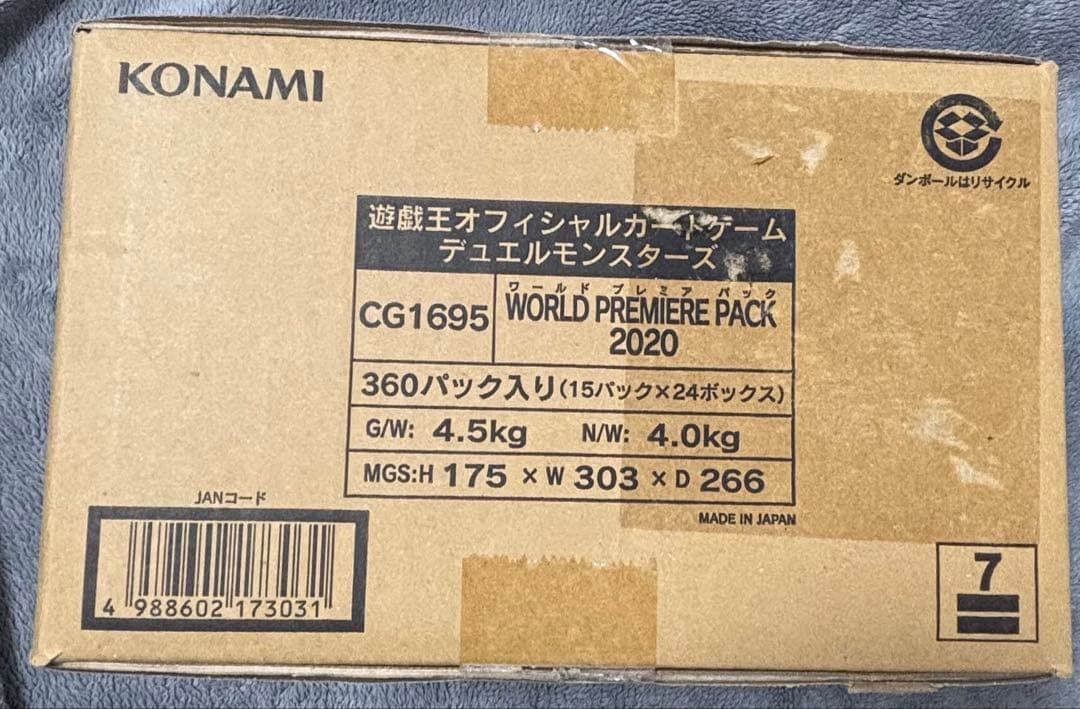 KONAMI
ダンボールはリサイクル
遊戯王オフィシャルカードゲーム
デュエルモンスターズ
CG1695
ワールド プレミア パック
WORLD PREMIERE PACK
2020
360パック入り(15パック×24ボックス)
G/W: 4.5kg N/W: 4.0kg
MGS:H 175 × W 303 × D 266
MADE IN JAPAN
JANコード
4 988602 173031
7